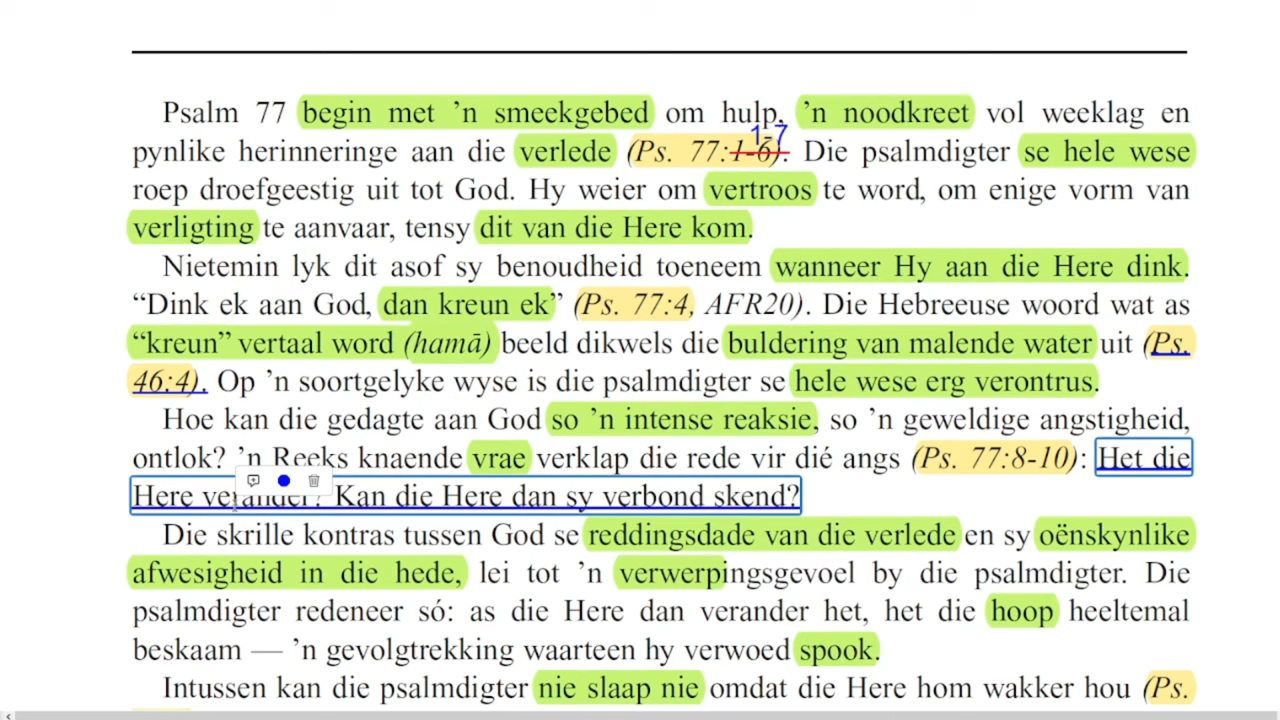 Psalm 77 begin met ’n smeekgebed om hulp, ’n noodkreet vol weeklag en
1-7
pynlike herinneringe aan die verlede (Ps. 77:1-6). Die psalmdigter se hele wese
roep droefgeestig uit tot God. Hy weier om vertroos te word, om enige vorm van
verligting te aanvaar, tensy dit van die Here kom.
Nietemin lyk dit asof sy benoudheid toeneem wanneer Hy aan die Here dink.
“Dink ek aan God, dan kreun ek” (Ps. 77:4, AFR20). Die Hebreeuse woord wat as
“kreun” vertaal word (hamā) beeld dikwels die buldering van malende water uit (Ps.
46:4). Op ’n soortgelyke wyse is die psalmdigter se hele wese erg verontrus.
Hoe kan die gedagte aan God so ’n intense reaksie, so ’n geweldige angstigheid,
ontlok? ’n Reeks knaende vrae verklap die rede vir dié angs (Ps. 77:8-10): Het die
Here verander? Kan die Here dan sy verbond skend?
Die skrille kontras tussen God se reddingsdade van die verlede en sy oënskynlike
afwesigheid in die hede, lei tot ’n verwerpingsgevoel by die psalmdigter. Die
psalmdigter redeneer só: as die Here dan verander het, het die hoop heeltemal
beskaam — ’n gevolgtrekking waarteen hy verwoed spook.
Intussen kan die psalmdigter nie slaap nie omdat die Here hom wakker hou (Ps.